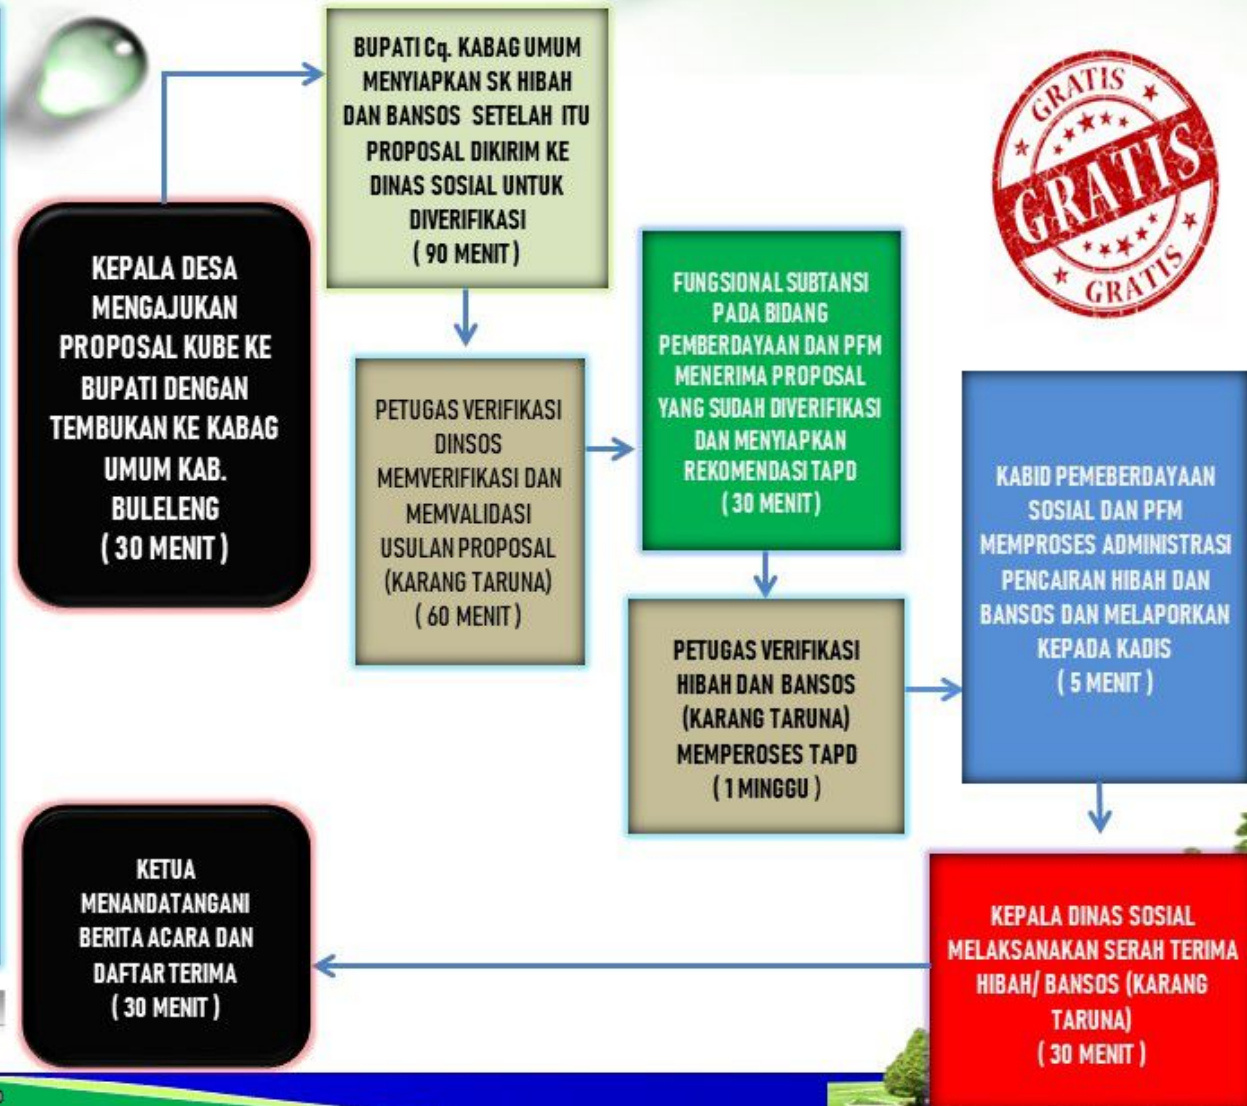 KEPALA DESA
MENGAJUKAN
PROPOSAL KUBE KE
BUPATI DENGAN
TEMBUKAN KE KABAG
UMUM KAB.
BULELENG
( 30 MENIT )
BUPATI Cq. KABAG UMUM
MENYIAPKAN SK HIBAH
DAN BANSOS SETELAH ITU
PROPOSAL DIKIRIM KE
DINAS SOSIAL UNTUK
DIVERIFIKASI
( 90 MENIT )
PETUGAS VERIFIKASI
DINSOS
MEMVERIFIKASI DAN
MEMVALIDASI
USULAN PROPOSAL
(KARANG TARUNA)
( 60 MENIT )
FUNGSIONAL SUBTANSI
PADA BIDANG
PEMBERDAYAAN DAN PFM
MENERIMA PROPOSAL
YANG SUDAH DIVERIFIKASI
DAN MENYIAPKAN
REKOMENDASI TAPD
( 30 MENIT)
PETUGAS VERIFIKASI
HIBAH DAN BANSOS
(KARANG TARUNA)
MEMPEROSES TAPD
( 1 MINGGU )
GRATIS
GRATIS
GRATIS
KABID PEMEBERDAYAAN
SOSIAL DAN PFM
MEMPROSES ADMINISTRASI
PENCAIRAN HIBAH DAN
BANSOS DAN MELAPORKAN
KEPADA KADIS
( 5 MENIT )
KEPALA DINAS SOSIAL
MELAKSANAKAN SERAH TERIMA
HIBAH/ BANSOS (KARANG
TARUNA)
( 30 MENIT )
KETUA
MENANDATANGANI
BERITA ACARA DAN
DAFTAR TERIMA
( 30 MENIT )